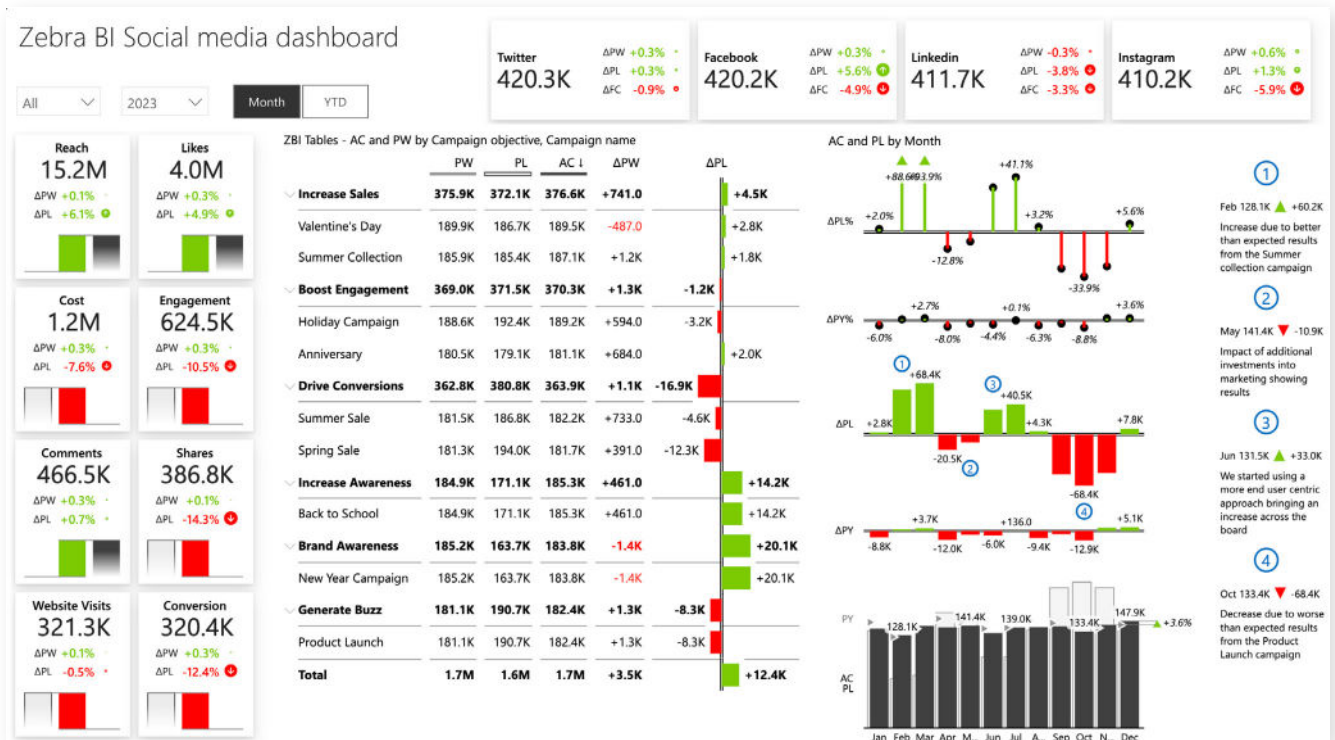 Zebra BI Social media dashboard
All
2023
Month
YTD
Twitter
420.3K
ΔPW +0.3%
ΔPL +0.3%
ΔFC -0.9%
Facebook
420.2K
ΔPW +0.3%
ΔPL +5.6%
ΔFC -4.9%
Linkedin
411.7K
ΔPW -0.3%
ΔPL -3.8%
ΔFC -3.3%
Instagram
410.2K
ΔPW +0.6%
ΔPL +1.3%
ΔFC -5.9%
Reach
15.2M
ΔPW +0.1%
ΔPL +6.1%
Likes
4.0M
ΔPW +0.3%
ΔPL +4.9%
Cost
1.2M
ΔPW +0.3%
ΔPL -7.6%
Engagement
624.5K
ΔPW +0.3%
ΔPL -10.5%
Comments
466.5K
ΔPW +0.3%
ΔPL +0.7%
Shares
386.8K
ΔPW +0.1%
ΔPL -14.3%
Website Visits
321.3K
ΔPW +0.1%
ΔPL -0.5%
Conversion
320.4K
ΔPW +0.3%
ΔPL -12.4%
ZBI Tables - AC and PW by Campaign objective, Campaign name
PW PL AC ↓ ΔPW ΔPL
Increase Sales 375.9K 372.1K 376.6K +741.0 +4.5K
Valentine's Day 189.9K 186.7K 189.5K -487.0 +2.8K
Summer Collection 185.9K 185.4K 187.1K +1.2K +1.8K
Boost Engagement 369.0K 371.5K 370.3K +1.3K -1.2K
Holiday Campaign 188.6K 192.4K 189.2K +594.0 -3.2K
Anniversary 180.5K 179.1K 181.1K +684.0 +2.0K
Drive Conversions 362.8K 380.8K 363.9K +1.1K -16.9K
Summer Sale 181.5K 186.8K 182.2K +733.0 -4.6K
Spring Sale 181.3K 194.0K 181.7K +391.0 -12.3K
Increase Awareness 184.9K 171.1K 185.3K +461.0 +14.2K
Back to School 184.9K 171.1K 185.3K +461.0 +14.2K
Brand Awareness 185.2K 163.7K 183.8K -1.4K +20.1K
New Year Campaign 185.2K 163.7K 183.8K -1.4K +20.1K
Generate Buzz 181.1K 190.7K 182.4K +1.3K -8.3K
Product Launch 181.1K 190.7K 182.4K +1.3K -8.3K
Total 1.7M 1.6M 1.7M +3.5K +12.4K
AC and PL by Month
ΔPL% +2.0% +93.9% -12.8% +41.1% +3.2% -33.9% +5.6%
ΔPY% -6.0% +2.7% -8.0% -4.4% +0.1% -6.3% -8.8% +3.6%
1
3
ΔPL +2.8K +68.4K -20.5K +40.5K +4.3K -68.4K +7.8K
2
4
ΔPY -8.8K +3.7K -12.0K -6.0K +136.0 -9.4K -12.9K +5.1K
PY 128.1K 141.4K 139.0K 133.4K 147.9K +3.6%
AC
PL
Jan Feb Mar Apr M... Jun Jul A... Sep Oct N... Dec
1
Feb 128.1K ▲ +60.2K
Increase due to better
than expected results
from the Summer
collection campaign
2
May 141.4K ▼ -10.9K
Impact of additional
investments into
marketing showing
results
3
Jun 131.5K ▲ +33.0K
We started using a
more end user centric
approach bringing an
increase across the
board
4
Oct 133.4K ▼ -68.4K
Decrease due to worse
than expected results
from the Product
Launch campaign